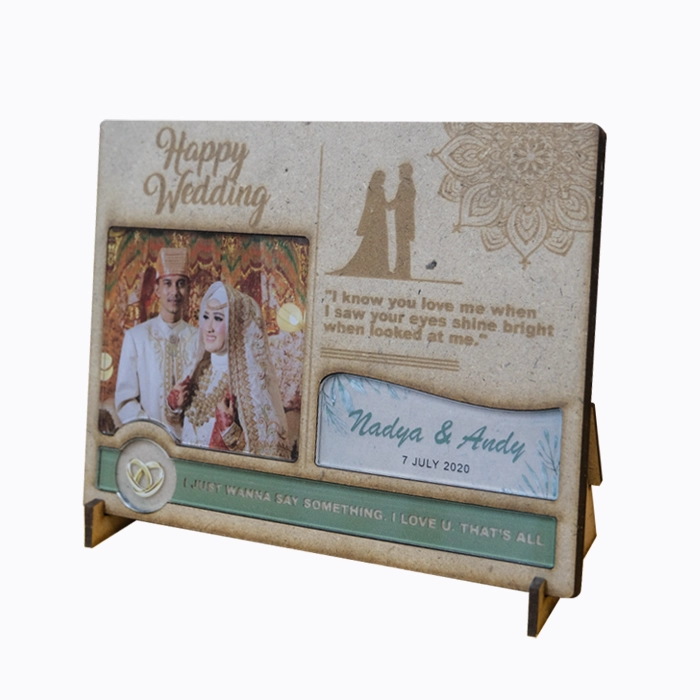 Happy
Wedding
"I know you love me when
I saw your eyes shine bright
when looked at me."
Nadya & Andy
7 JULY 2020
I JUST WANNA SAY SOMETHING. I LOVE U. THAT'S ALL